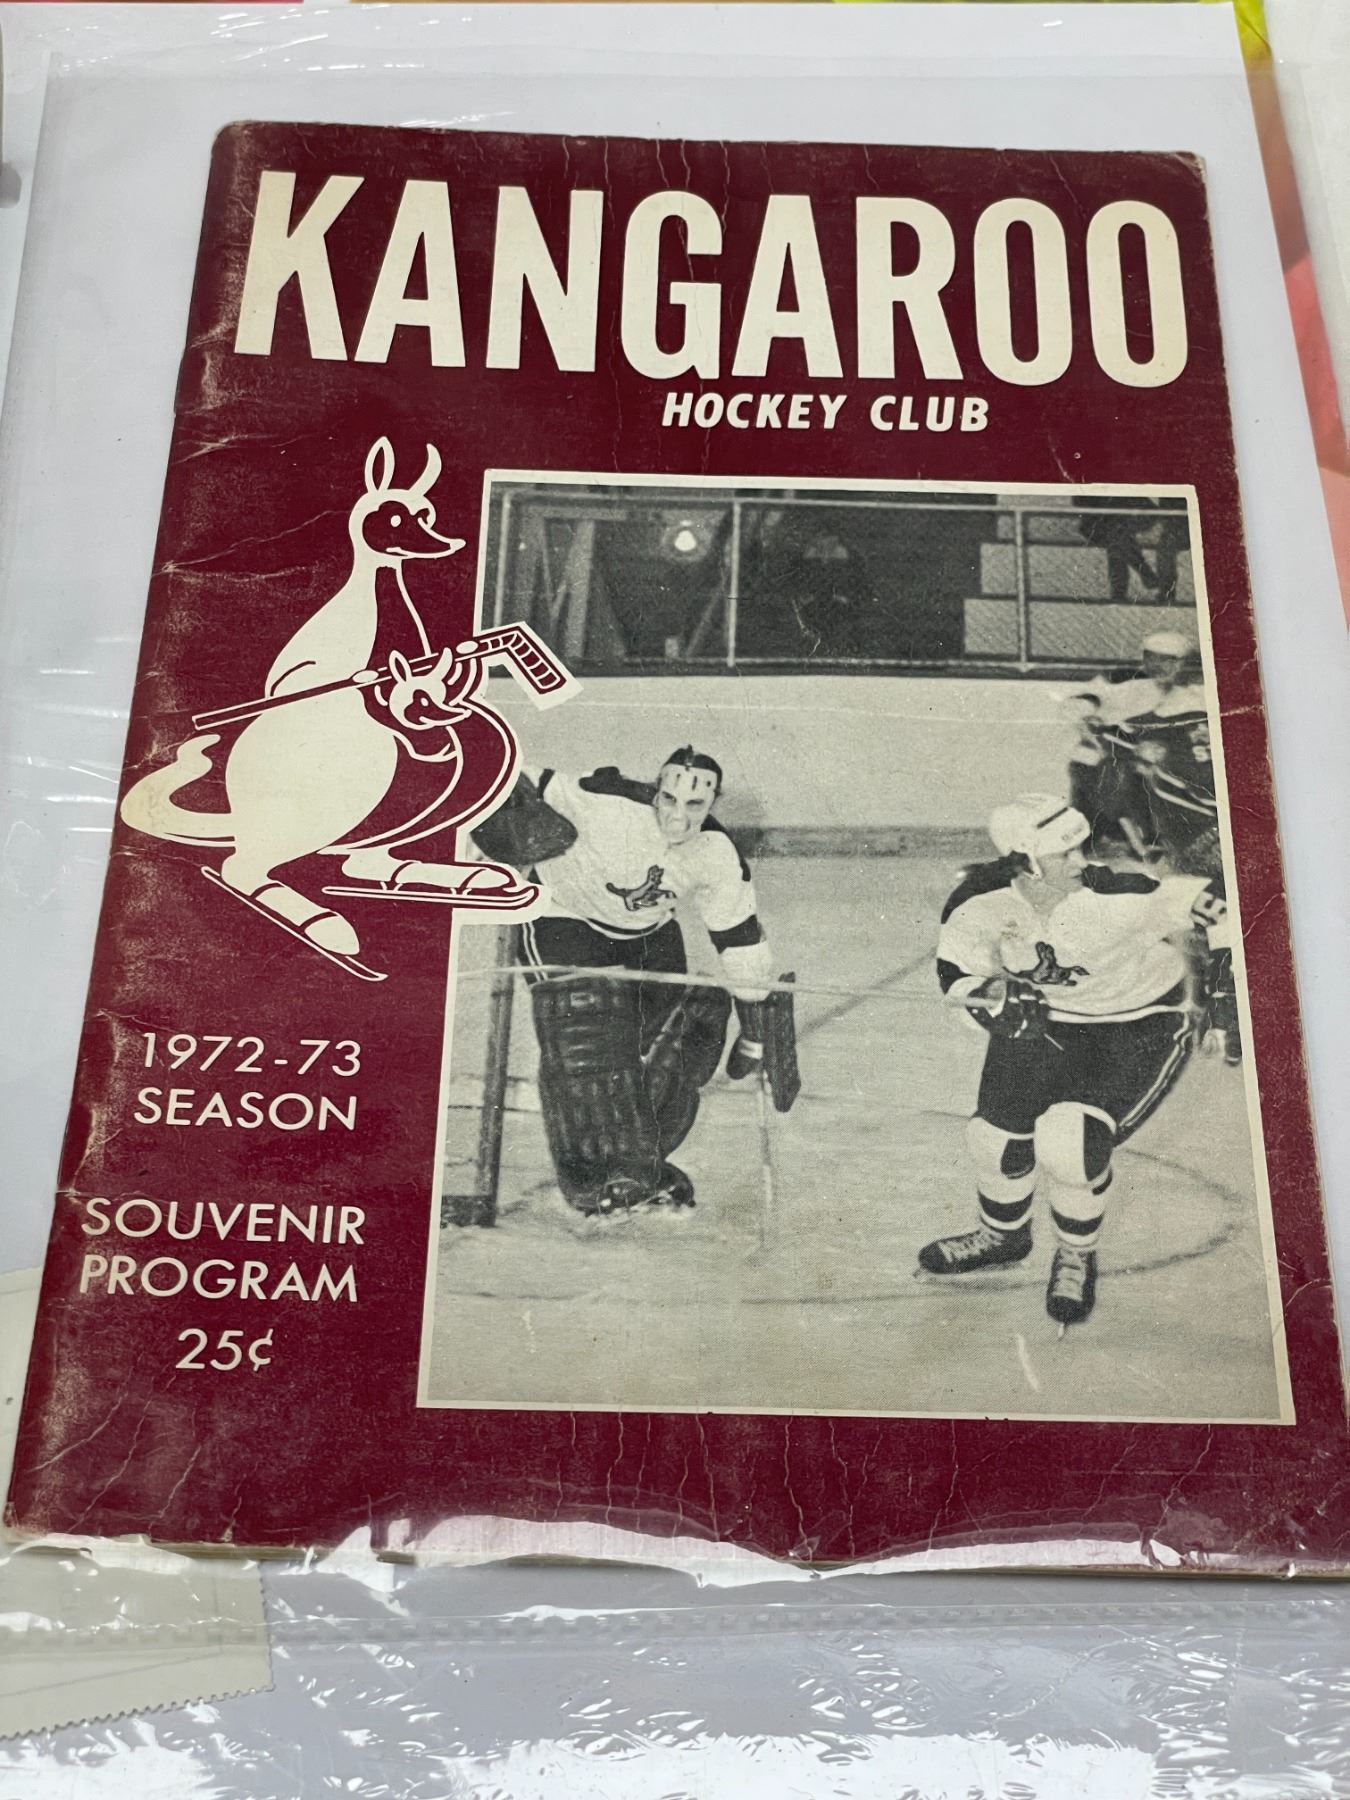 KANGAROO
HOCKEY CLUB
1972-73
SEASON
SOUVENIR
PROGRAM
25¢